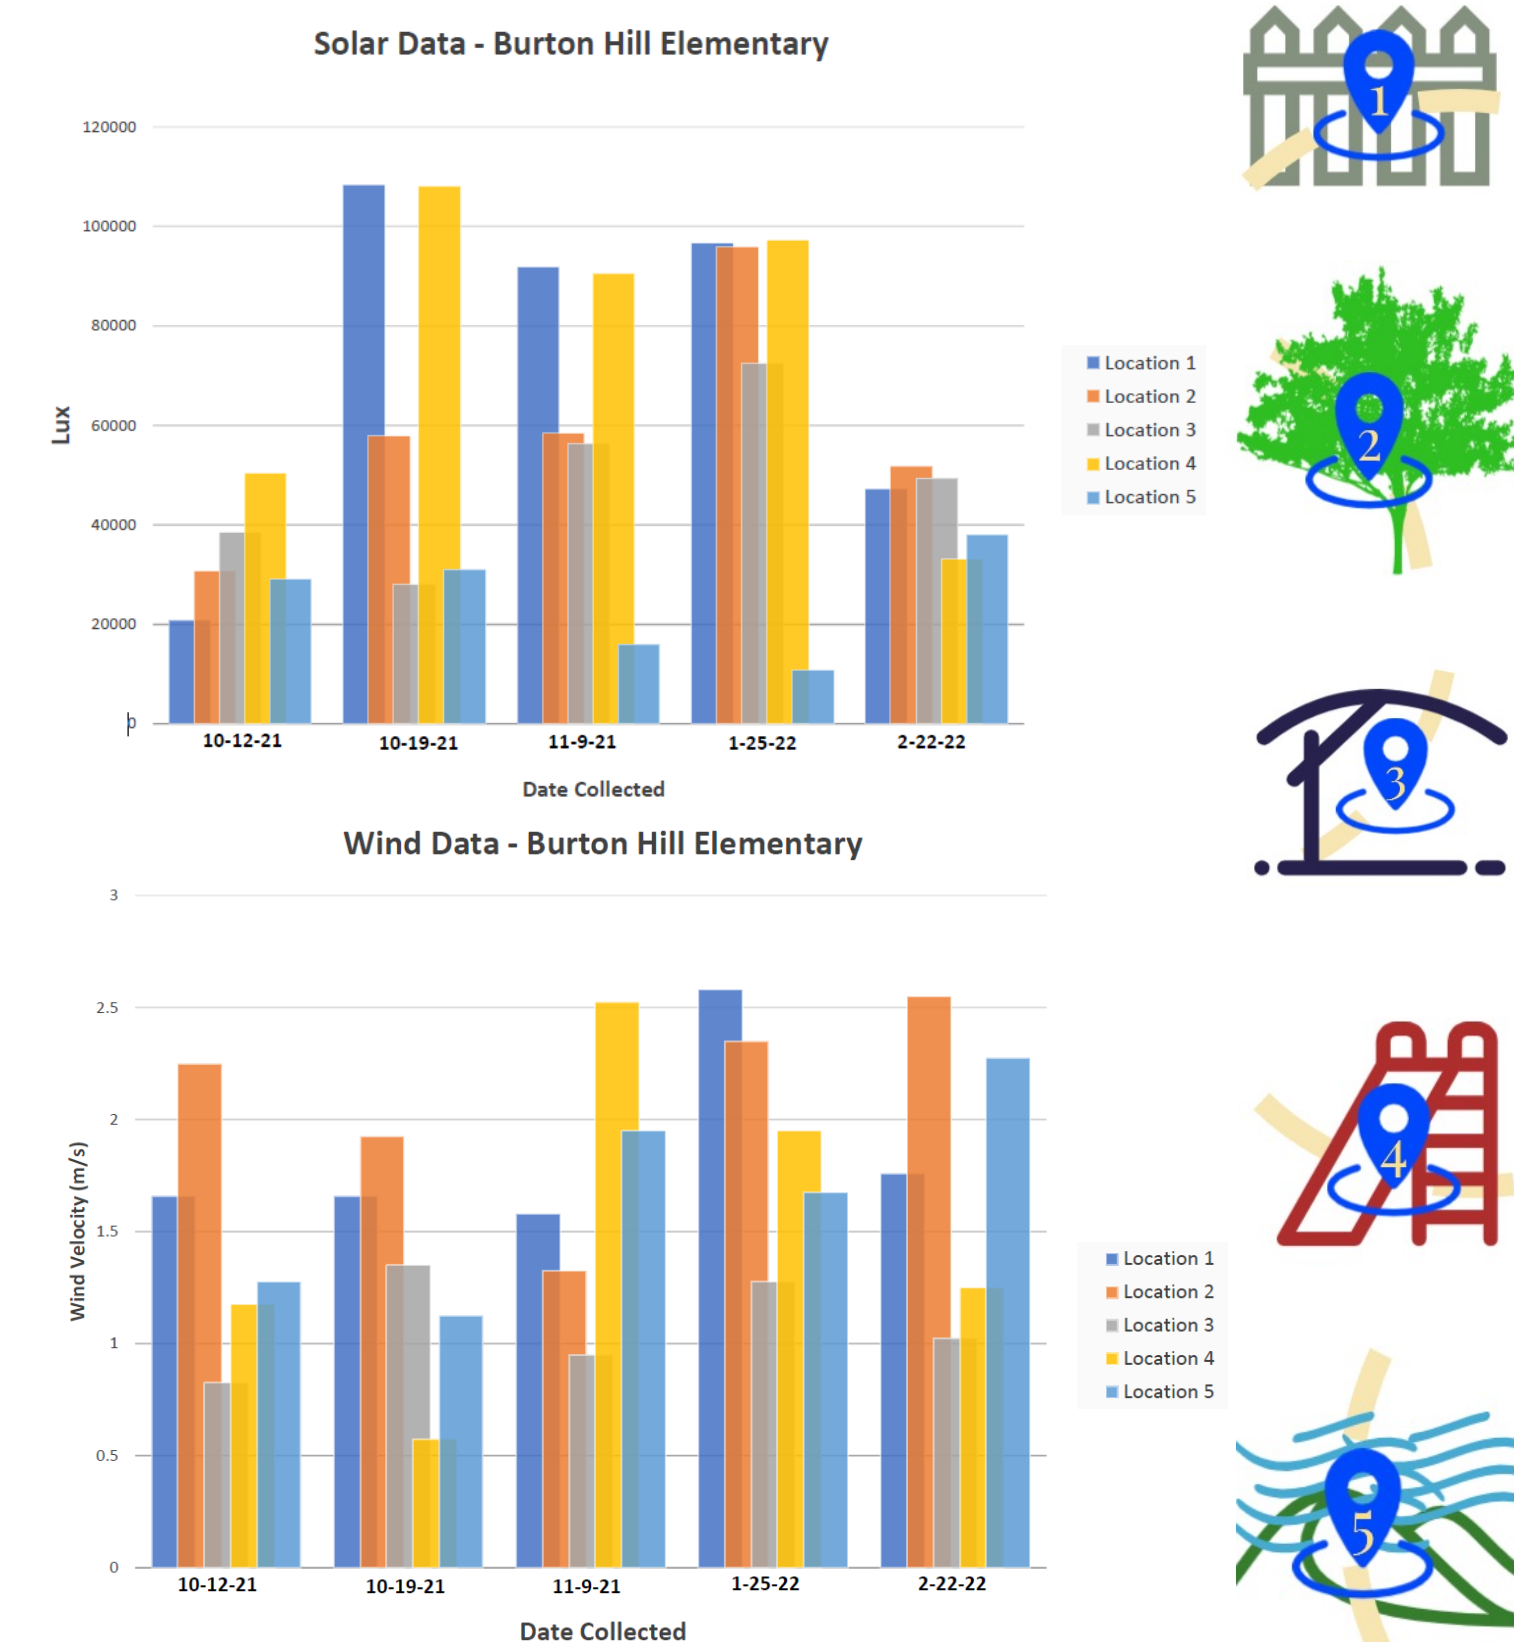 Solar Data - Burton Hill Elementary
120000
100000
80000
60000
40000
20000
0
Lux
10-12-21
10-19-21
11-9-21
1-25-22
2-22-22
Date Collected
Location 1
Location 2
Location 3
Location 4
Location 5
Wind Data - Burton Hill Elementary
3
2.5
2
1.5
1
0.5
0
Wind Velocity (m/s)
10-12-21
10-19-21
11-9-21
1-25-22
2-22-22
Date Collected
Location 1
Location 2
Location 3
Location 4
Location 5
1
2
3
4
5